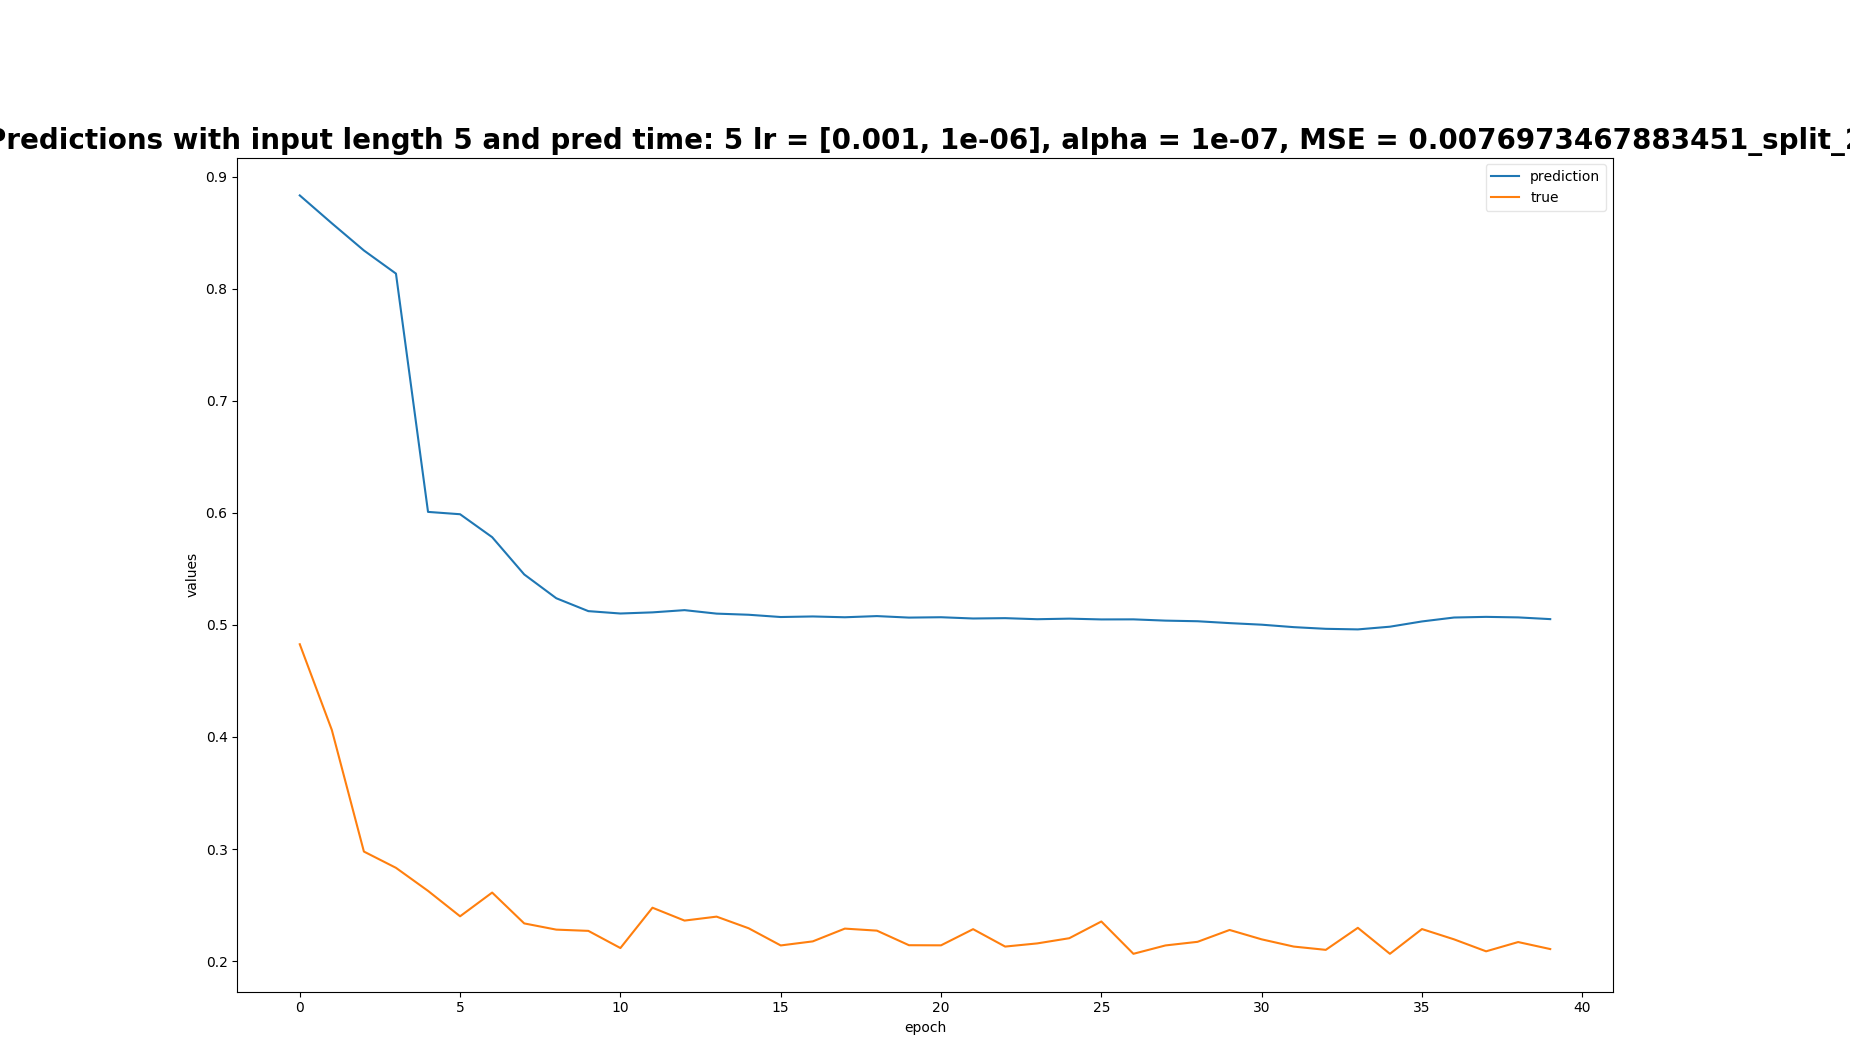 Predictions with input length 5 and pred time: 5 lr = [0.001, 1e-06], alpha = 1e-07, MSE = 0.0076973467883451_split_2
prediction
true
0.9
0.8
0.7
0.6
0.5
0.4
0.3
0.2
values
0 5 10 15 20 25 30 35 40
epoch